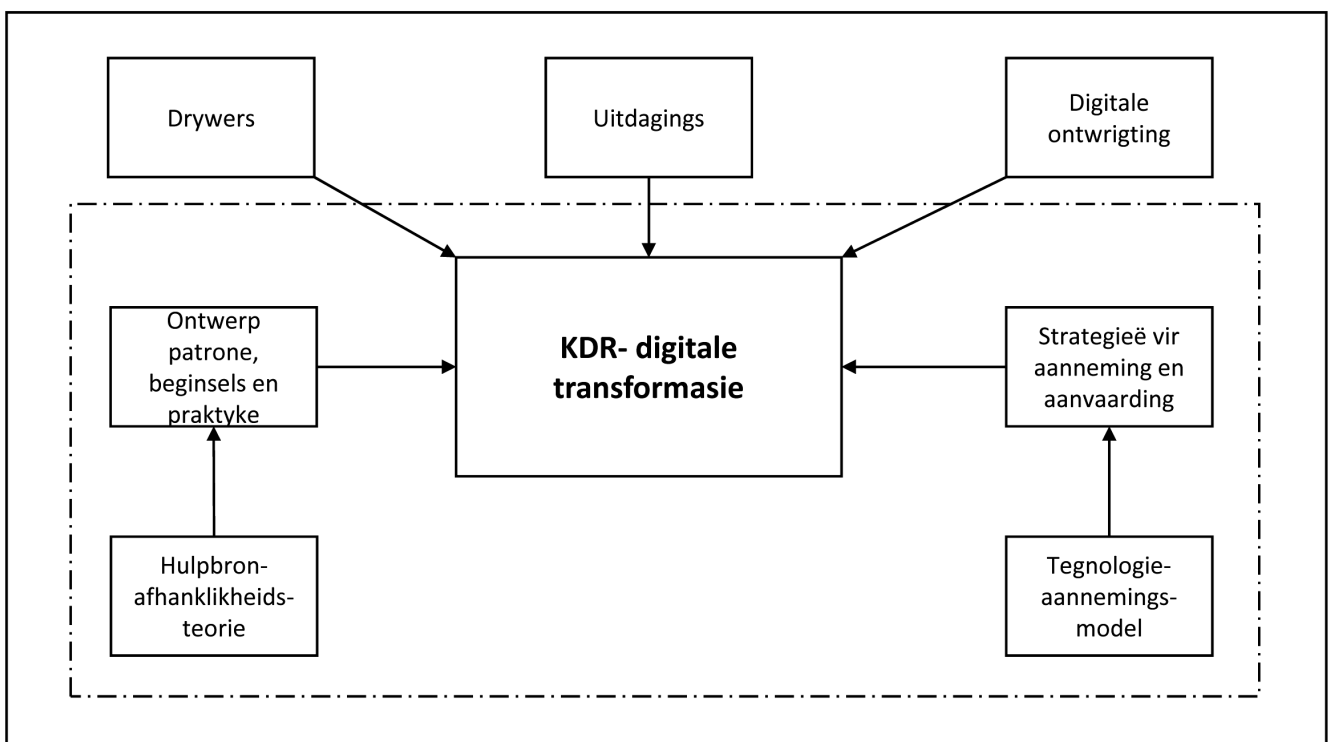 Drywers
Uitdagings
Digitale
ontwrigting
KDR- digitale
transformasie
Ontwerp
patrone,
beginsels en
praktyke
Strategieë vir
aanneming en
aanvaarding
Hulpbron-
afhanklikheids-
teorie
Tegnologie-
aannemings-
model